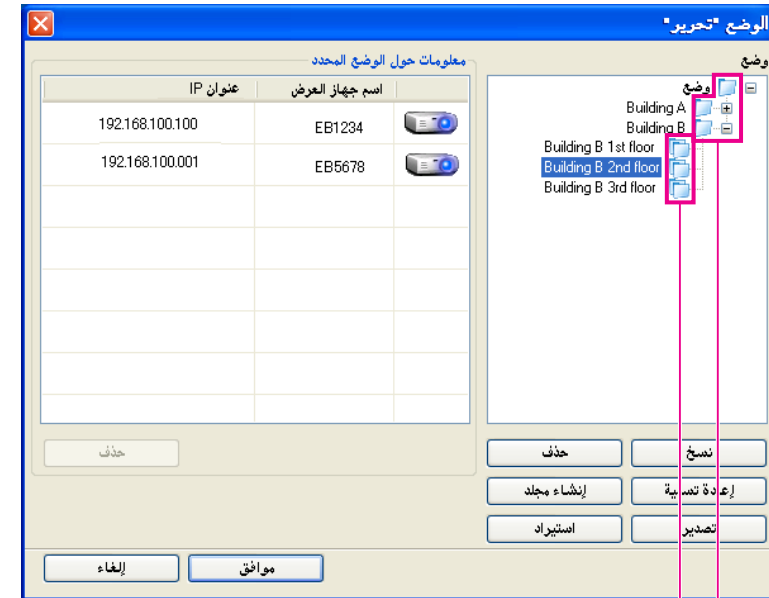 الوضع "تحرير"
وضع
وضع
Building A
Building B
Building B 1st floor
Building B 2nd floor
Building B 3rd floor
معلومات حول الوضع المحدد
اسم جهاز العرض عنوان IP
EB1234 192.168.100.100
EB5678 192.168.100.001
نسخ حذف
إعادة تسمية إنشاء مجلد
تصدير استيراد
حذف
موافق إلغاء